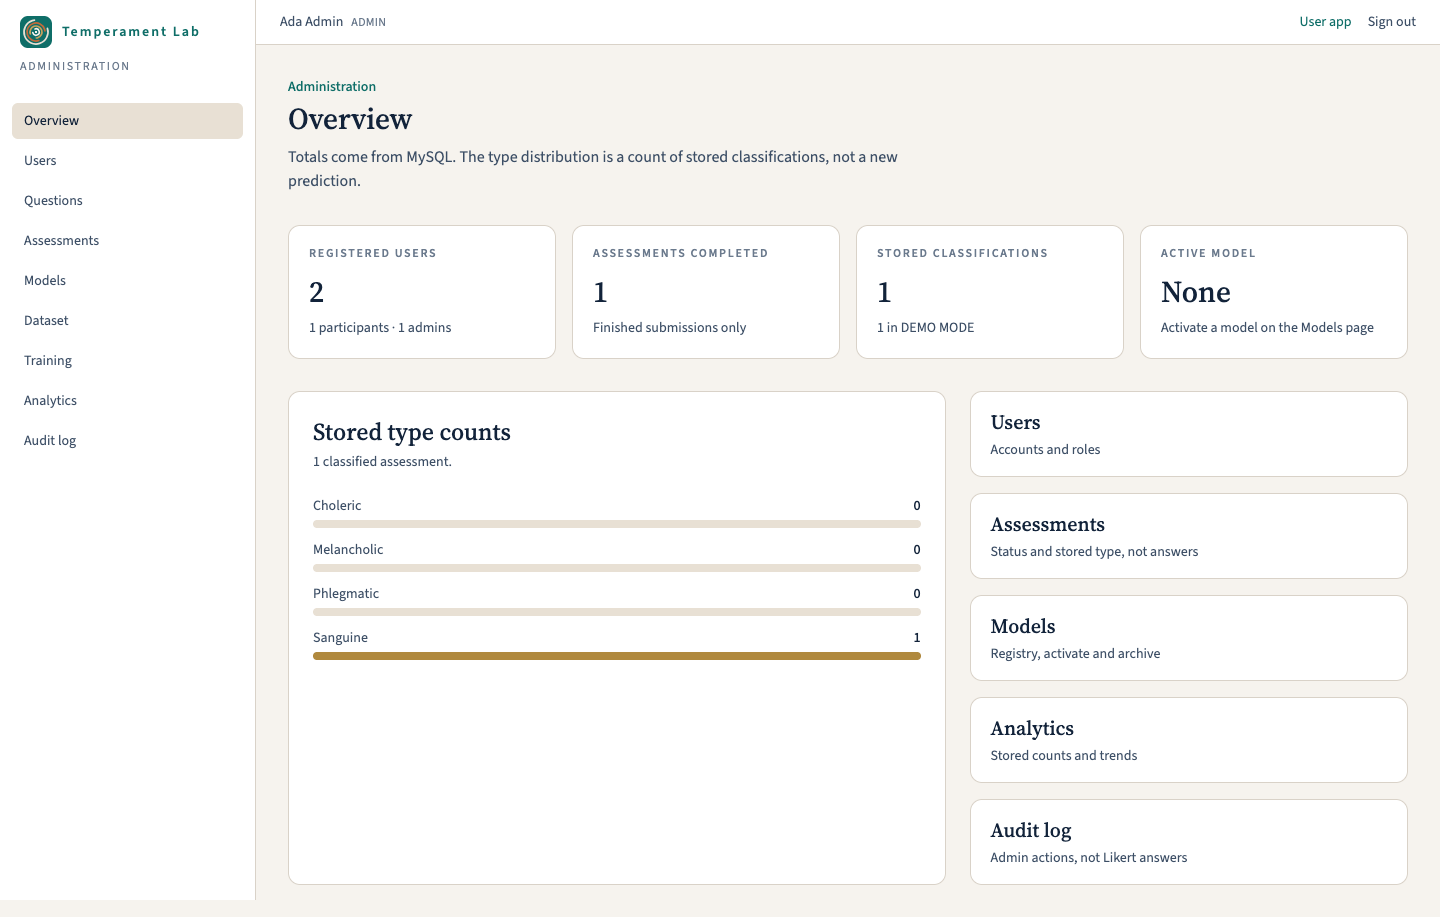 Temperament Lab
ADMINISTRATION
Overview
Users
Questions
Assessments
Models
Dataset
Training
Analytics
Audit log
Ada Admin ADMIN
User app Sign out
Administration
Overview
Totals come from MySQL. The type distribution is a count of stored classifications, not a new
prediction.
REGISTERED USERS
2
1 participants · 1 admins
ASSESSMENTS COMPLETED
1
Finished submissions only
STORED CLASSIFICATIONS
1
1 in DEMO MODE
ACTIVE MODEL
None
Activate a model on the Models page
Stored type counts
1 classified assessment.
Choleric 0
Melancholic 0
Phlegmatic 0
Sanguine 1
Users
Accounts and roles
Assessments
Status and stored type, not answers
Models
Registry, activate and archive
Analytics
Stored counts and trends
Audit log
Admin actions, not Likert answers